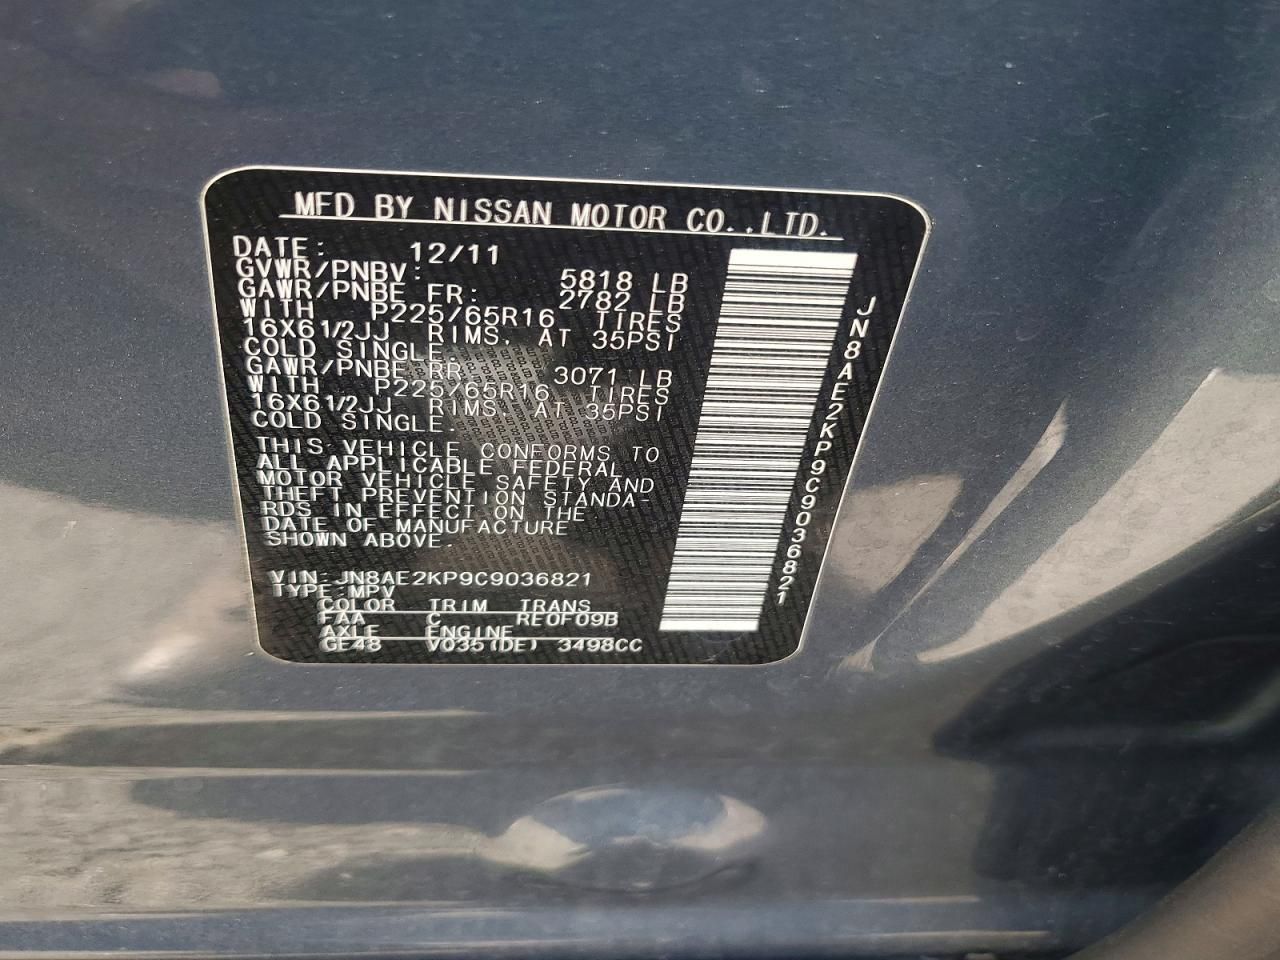 MFD BY NISSAN MOTOR CO.,LTD.
DATE: 12/11
GVWR/PNBV: 5818 LB
GAWR/PNBE FR: 2782 LB
WITH P225/65R16 TIRES
16X61/2JJ RIMS, AT 35PSI
COLD SINGLE.
GAWR/PNBE RR 3071 LB
WITH P225/65R16 TIRES
16X61/2JJ RIMS, AT 35PSI
COLD SINGLE.
THIS VEHICLE CONFORMS TO
ALL APPLICABLE FEDERAL
MOTOR VEHICLE SAFETY AND
THEFT PREVENTION STANDA-
RDS IN EFFECT ON THE
DATE OF MANUFACTURE
SHOWN ABOVE.
VIN:JN8AE2KP9C9036821
TYPE:MPV
COLOR TRIM TRANS
FAA C RE0F09B
AXLE ENGINE
GE48 VQ35(DE) 3498CC
JN8AE2KP9C9036821